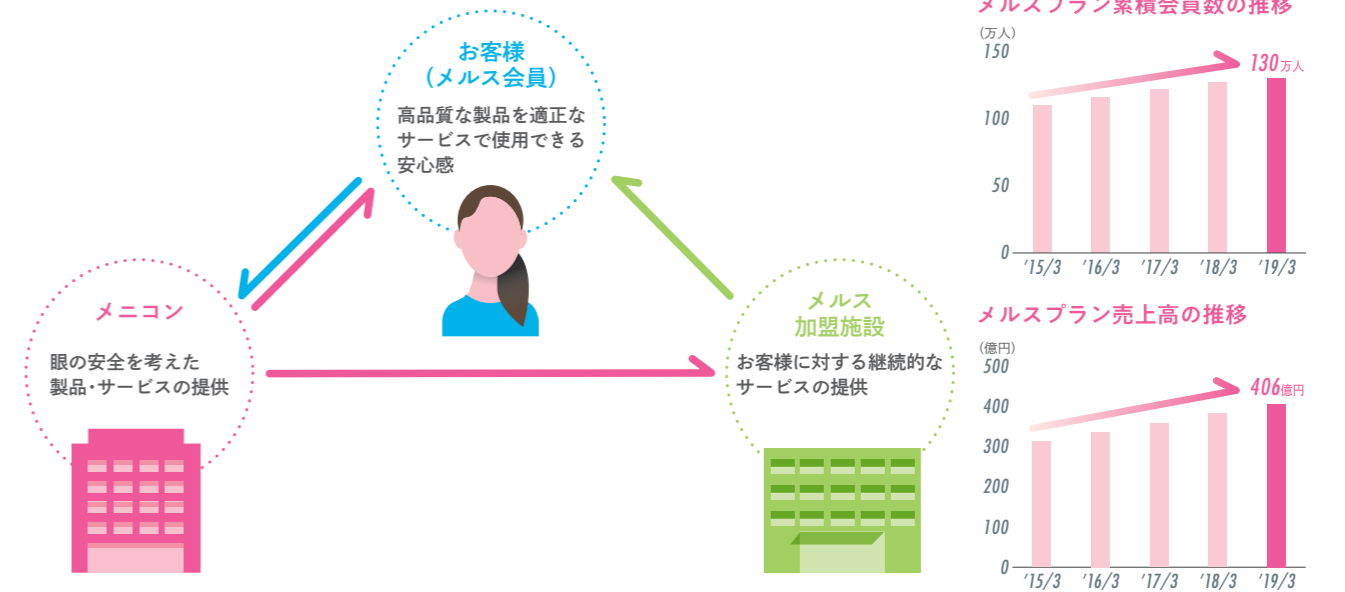 お客様
(メルス会員)
高品質な製品を適正な
サービスで使用できる
安心感
メニコン
眼の安全を考えた
製品･サービスの提供
メルス
加盟施設
お客様に対する継続的な
サービスの提供
メルスプラン累積会員数の推移
(万人)
150
130万人
100
50
0
'15/3 '16/3 '17/3 '18/3 '19/3
メルスプラン売上高の推移
(億円)
500
406億円
400
300
200
100
0
'15/3 '16/3 '17/3 '18/3 '19/3